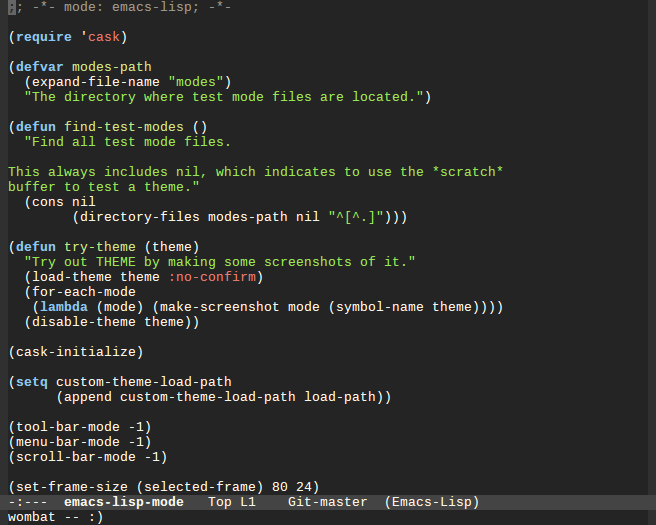 ;; -*- mode: emacs-lisp; -*-

(require 'cask)

(defvar modes-path
  (expand-file-name "modes")
  "The directory where test mode files are located.")

(defun find-test-modes ()
  "Find all test mode files.

This always includes nil, which indicates to use the *scratch*
buffer to test a theme."
  (cons nil
        (directory-files modes-path nil "^[^.]")))

(defun try-theme (theme)
  "Try out THEME by making some screenshots of it."
  (load-theme theme :no-confirm)
  (for-each-mode
   (lambda (mode) (make-screenshot mode (symbol-name theme))))
  (disable-theme theme))

(cask-initialize)

(setq custom-theme-load-path
      (append custom-theme-load-path load-path))

(tool-bar-mode -1)
(menu-bar-mode -1)
(scroll-bar-mode -1)

(set-frame-size (selected-frame) 80 24)
-:---  emacs-lisp-mode   Top L1    Git-master  (Emacs-Lisp)
wombat -- :)